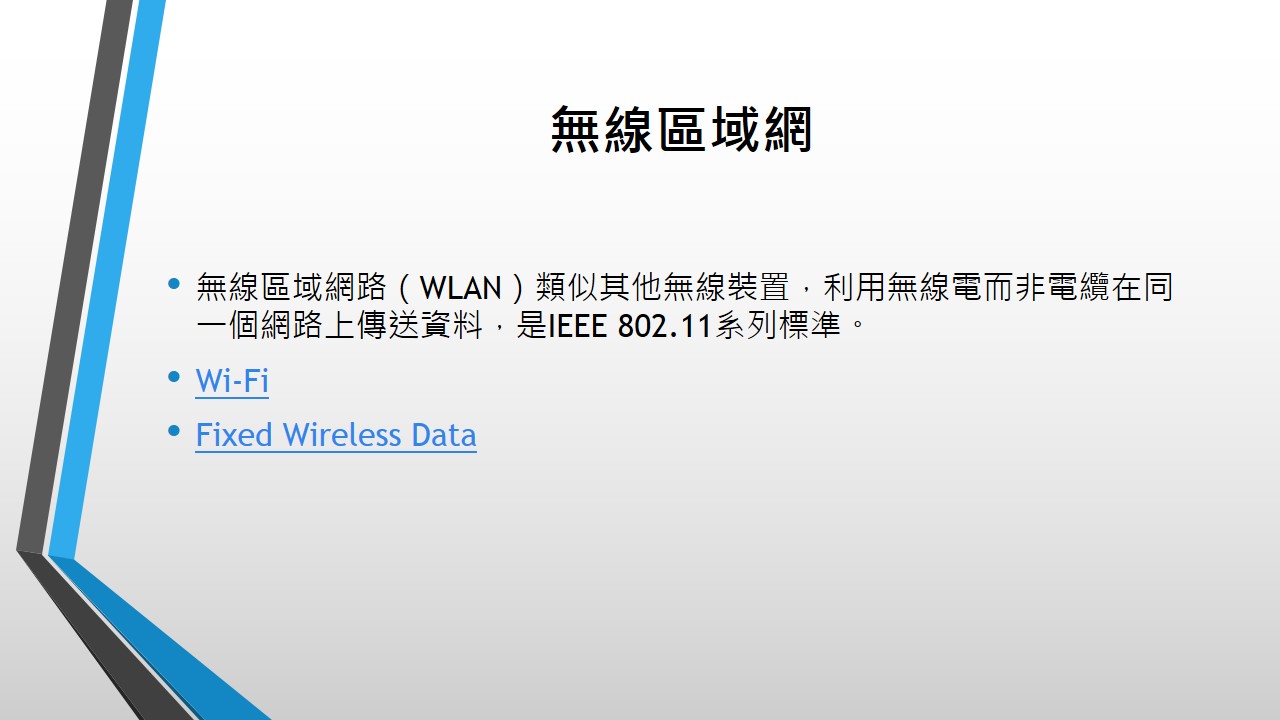 無線區域網
• 無線區域網路（WLAN）類似其他無線裝置，利用無線電而非電纜在同
一個網路上傳送資料，是IEEE 802.11系列標準。
• Wi-Fi
• Fixed Wireless Data